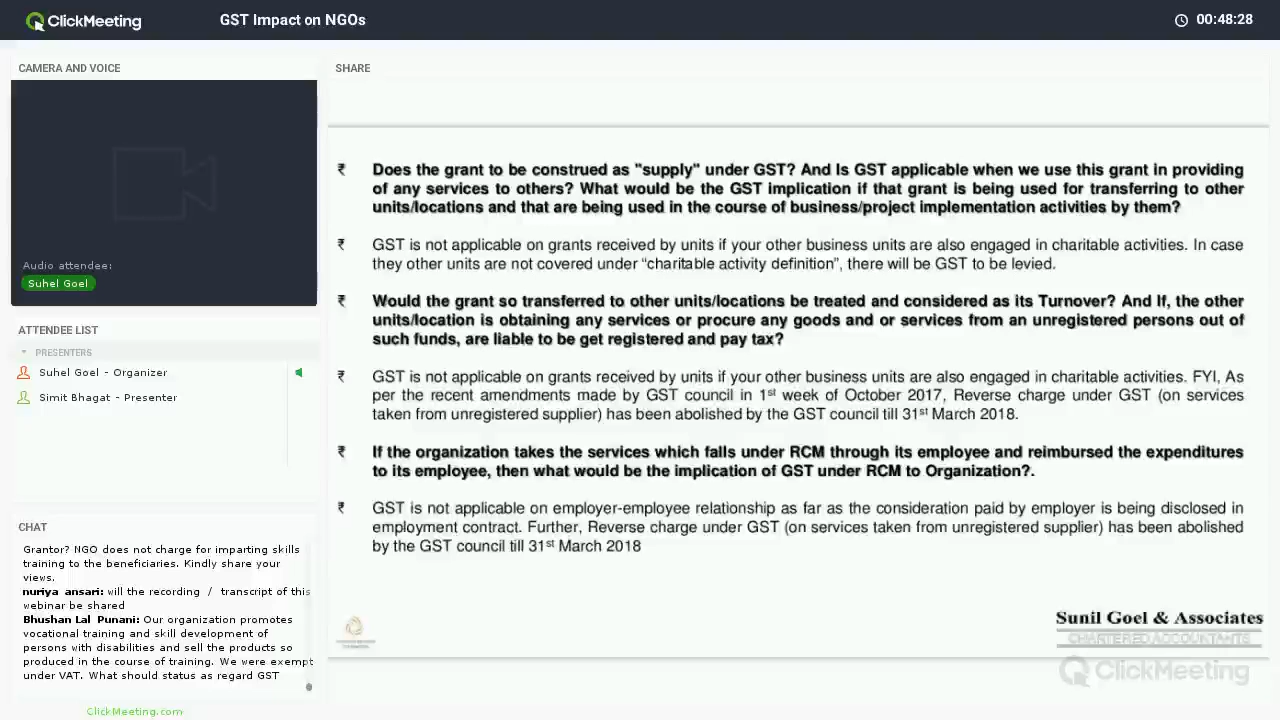 ClickMeeting
GST Impact on NGOs
00:48:28
CAMERA AND VOICE
Audio attendee:
Suhel Goel
ATTENDEE LIST
PRESENTERS
Suhel Goel - Organizer
Simit Bhagat - Presenter
CHAT
Grantor? NGO does not charge for imparting skills
training to the beneficiaries. Kindly share your
views.
nuriya ansari: will the recording / transcript of this
webinar be shared
Bhushan Lal Punani: Our organization promotes
vocational training and skill development of
persons with disabilities and sell the products so
produced in the course of training. We were exempt
under VAT. What should status as regard GST
ClickMeeting.com
SHARE
₹ Does the grant to be construed as "supply" under GST? And Is GST applicable when we use this grant in providing
of any services to others? What would be the GST implication if that grant is being used for transferring to other
units/locations and that are being used in the course of business/project implementation activities by them?
₹ GST is not applicable on grants received by units if your other business units are also engaged in charitable activities. In case
they other units are not covered under “charitable activity definition”, there will be GST to be levied.
₹ Would the grant so transferred to other units/locations be treated and considered as its Turnover? And If, the other
units/location is obtaining any services or procure any goods and or services from an unregistered persons out of
such funds, are liable to be get registered and pay tax?
₹ GST is not applicable on grants received by units if your other business units are also engaged in charitable activities. FYI, As
per the recent amendments made by GST council in 1st week of October 2017, Reverse charge under GST (on services
taken from unregistered supplier) has been abolished by the GST council till 31st March 2018.
₹ If the organization takes the services which falls under RCM through its employee and reimbursed the expenditures
to its employee, then what would be the implication of GST under RCM to Organization?.
₹ GST is not applicable on employer-employee relationship as far as the consideration paid by employer is being disclosed in
employment contract. Further, Reverse charge under GST (on services taken from unregistered supplier) has been abolished
by the GST council till 31st March 2018
Sunil Goel & Associates
CHARTERED ACCOUNTANTS
ClickMeeting